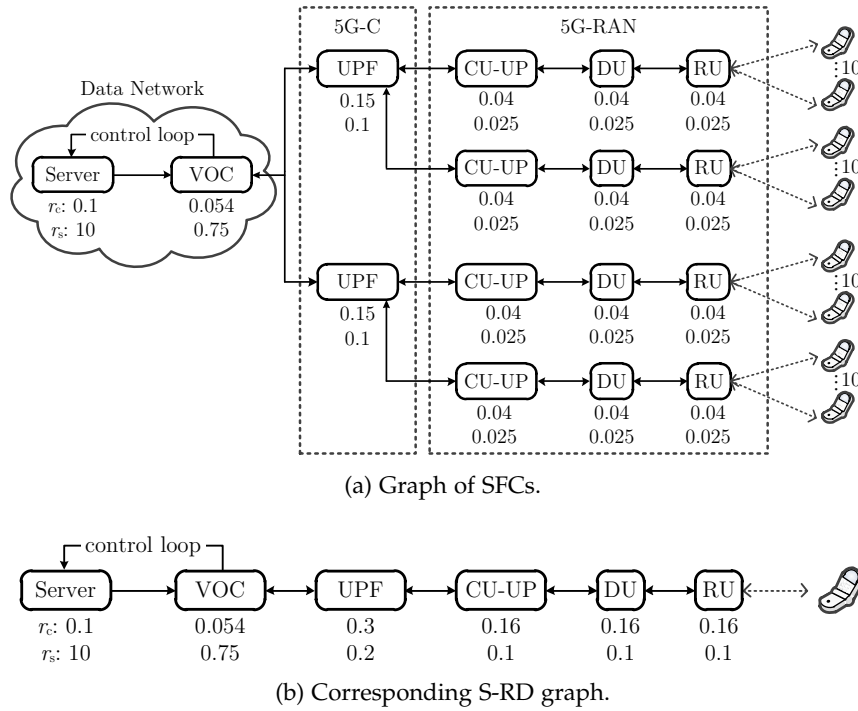 5G-C
5G-RAN
Data Network
control loop
Server
VOC
r_c: 0.1
0.054
r_s: 10
0.75
UPF
CU-UP
DU
RU
0.15
0.04
0.04
0.04
0.1
0.025
0.025
0.025
10
CU-UP
DU
RU
0.04
0.04
0.04
0.025
0.025
0.025
10
UPF
CU-UP
DU
RU
0.15
0.04
0.04
0.04
0.1
0.025
0.025
0.025
10
CU-UP
DU
RU
0.04
0.04
0.04
0.025
0.025
0.025
10
(a) Graph of SFCs.
control loop
Server
VOC
UPF
CU-UP
DU
RU
r_c: 0.1
0.054
0.3
0.16
0.16
0.16
r_s: 10
0.75
0.2
0.1
0.1
0.1
(b) Corresponding S-RD graph.